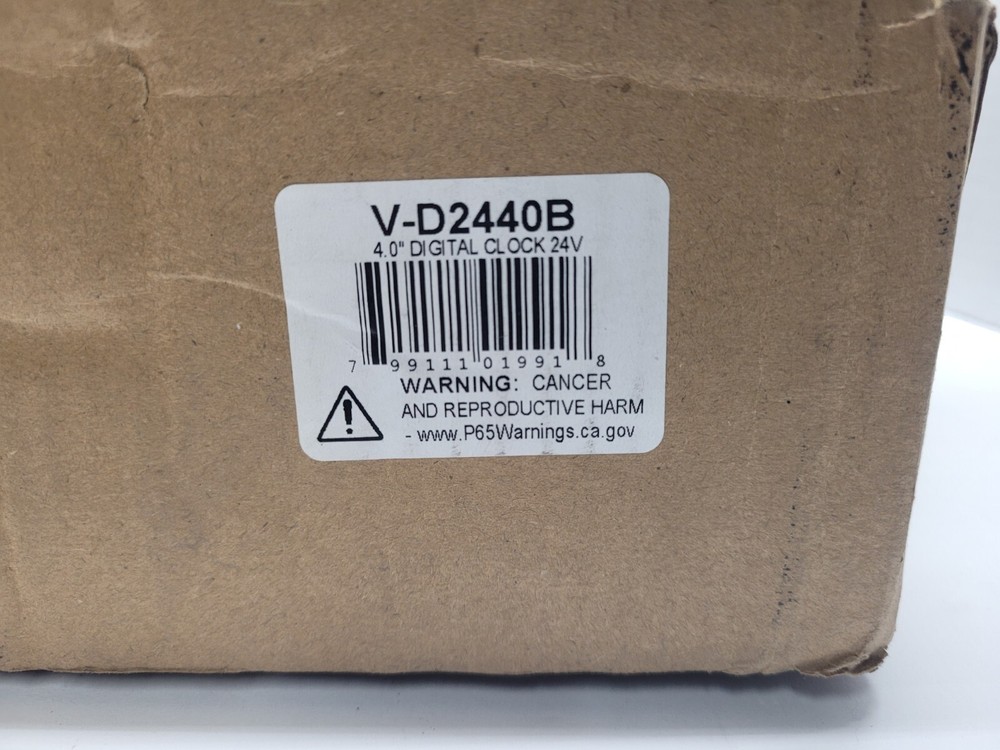 V-D2440B
4.0" DIGITAL CLOCK 24V
7 99111 01991 8
WARNING: CANCER
AND REPRODUCTIVE HARM
- www.P65Warnings.ca.gov